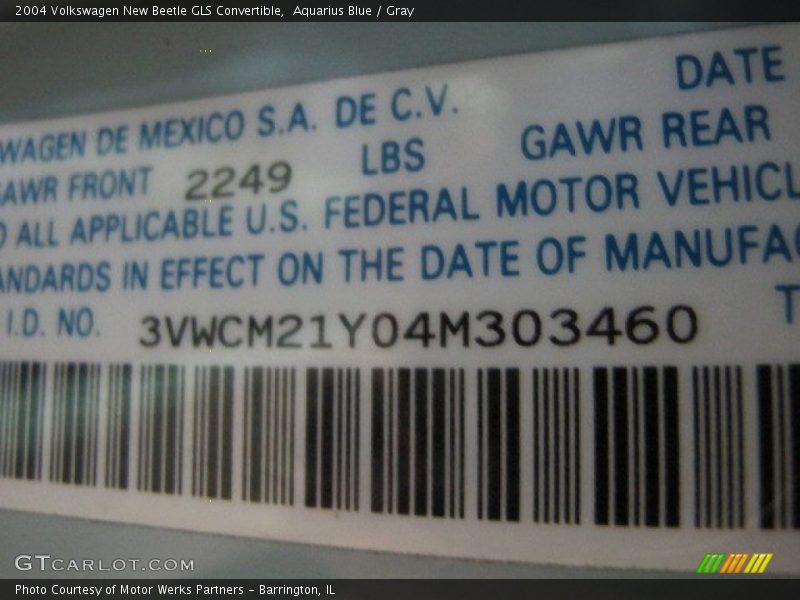 2004 Volkswagen New Beetle GLS Convertible, Aquarius Blue / Gray
DATE
WAGEN DE MEXICO S.A. DE C.V.
GAWR FRONT 2249 LBS GAWR REAR
ALL APPLICABLE U.S. FEDERAL MOTOR VEHICL
ANDARDS IN EFFECT ON THE DATE OF MANUFAC
I.D. NO. 3VWCM21Y04M303460 T
GTCARLOT.COM
Photo Courtesy of Motor Werks Partners - Barrington, IL